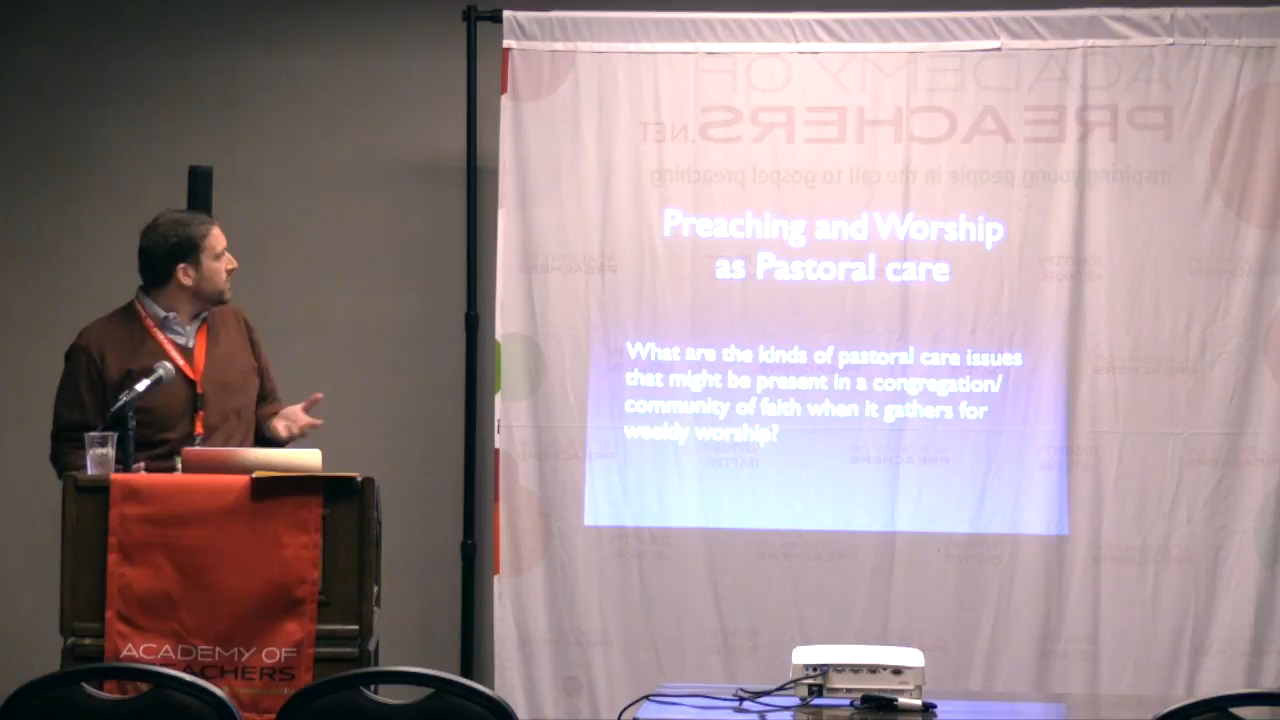 ACADEMY OF
PREACHERS.NET
inspiring young people in the call to gospel preaching
Preaching and Worship
as Pastoral care
What are the kinds of pastoral care issues
that might be present in a congregation/
community of faith when it gathers for
weekly worship?
ACADEMY OF
PREACHERS